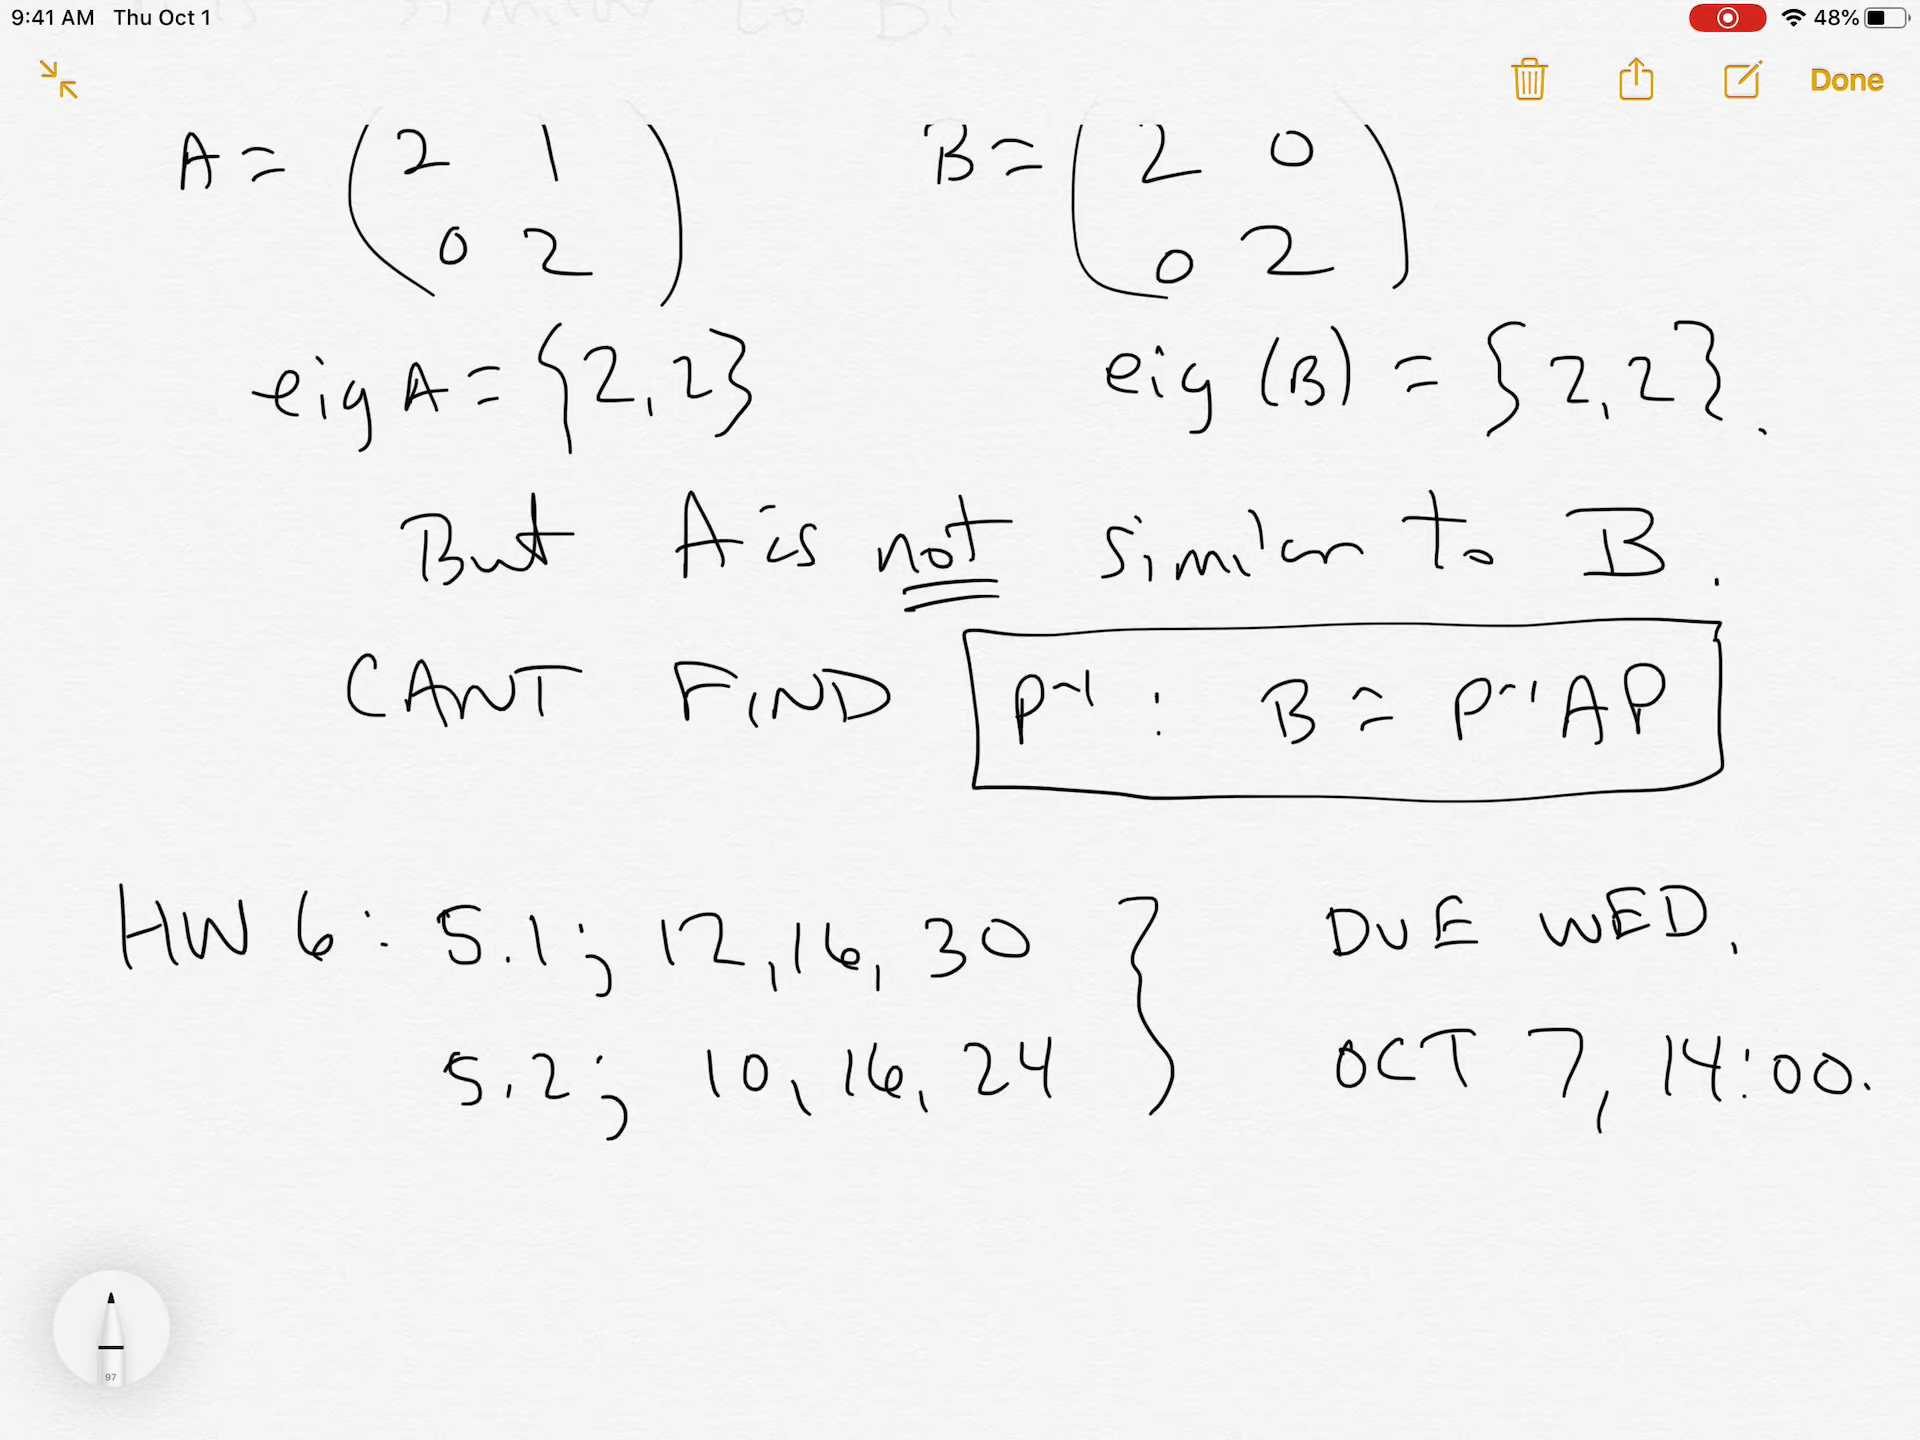 9:41 AM Thu Oct 1 48%
Done
A = ( 2 1 B = ( 2 0
0 2 ) 0 2 )
eig A = {2,2} eig (B) = {2,2}.
But A is not similar to B.
CANT FIND P⁻¹ : B = P⁻¹AP
HW 6: 5.1; 12,16, 30 } DUE WED,
5.2; 10, 16, 24 OCT 7, 14:00.
97